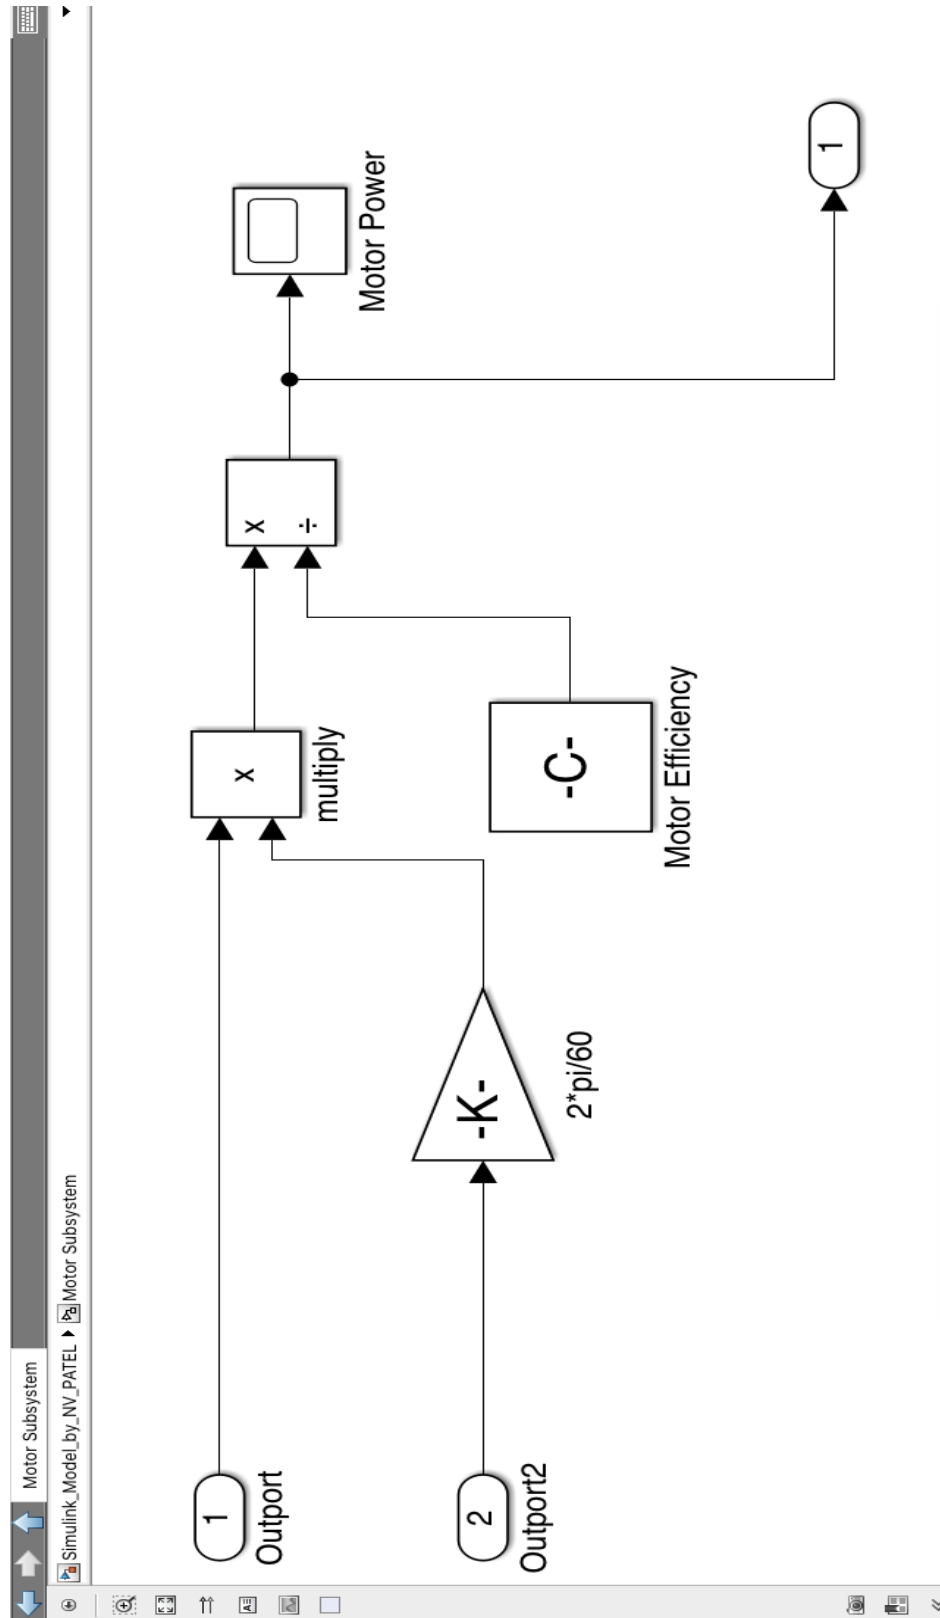 Motor Subsystem
Simulink_Model_by_NV_PATEL ▸ Motor Subsystem
1
Outport
2
Outport2
-K-
2*pi/60
x
multiply
-C-
Motor Efficiency
x
÷
Motor Power
1